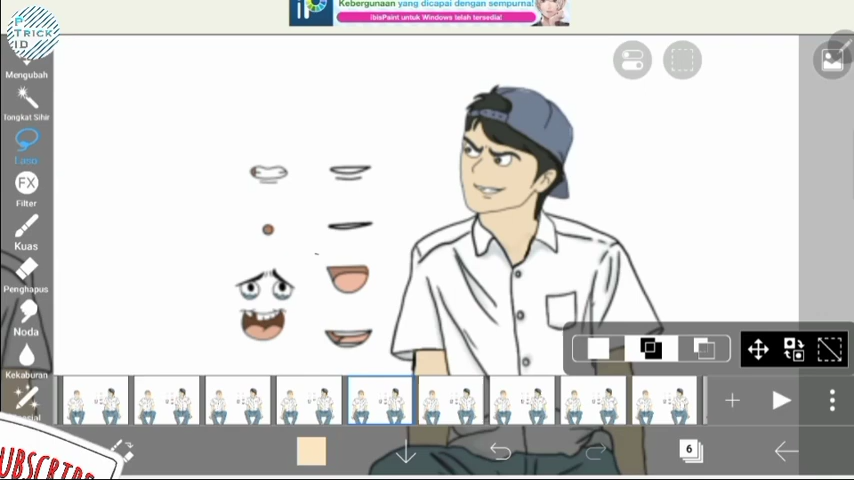 Kebergunaan yang dicapai dengan sempurna!
ibisPaint untuk Windows telah tersedia!
iP
P
TRICK
ID
Mengubah
Tongkat Sihir
Laso
FX
Filter
Kuas
Penghapus
Noda
Kekaburan
6